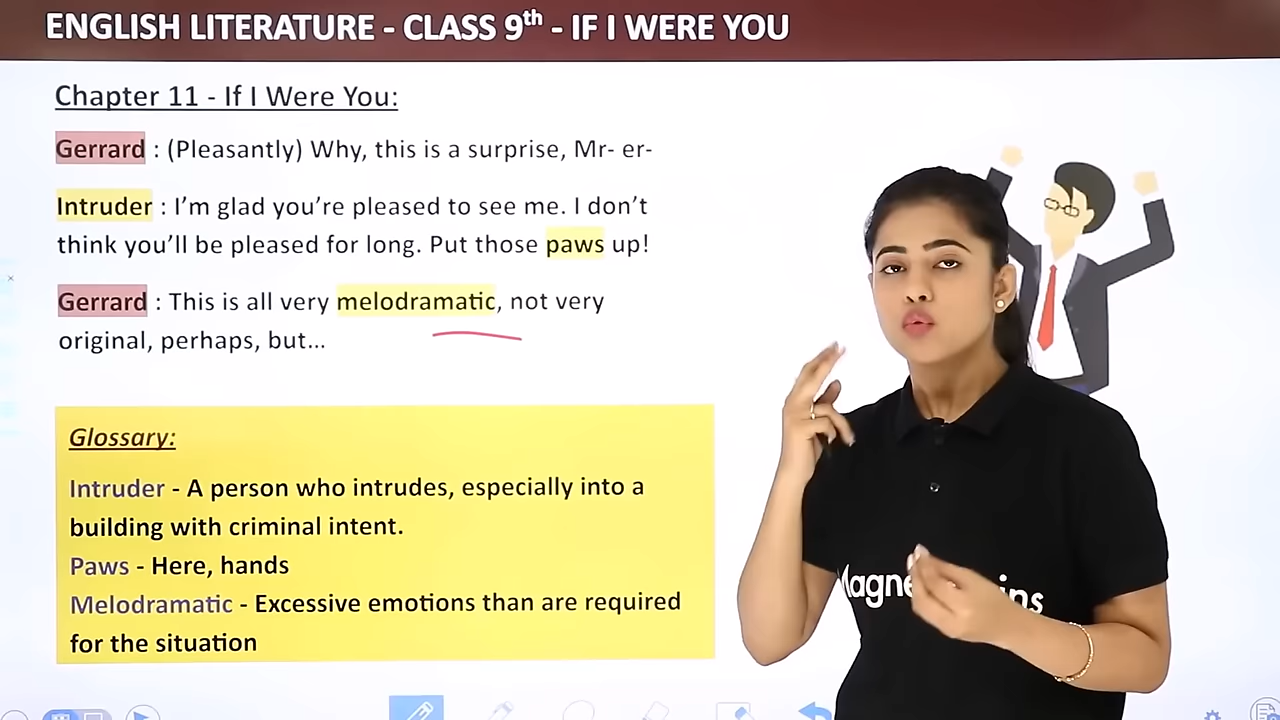 ENGLISH LITERATURE - CLASS 9th - IF I WERE YOU
Chapter 11 - If I Were You:
Gerrard : (Pleasantly) Why, this is a surprise, Mr- er-
Intruder : I'm glad you're pleased to see me. I don't
think you'll be pleased for long. Put those paws up!
Gerrard : This is all very melodramatic, not very
original, perhaps, but...
Glossary:
Intruder - A person who intrudes, especially into a
building with criminal intent.
Paws - Here, hands
Melodramatic - Excessive emotions than are required
for the situation